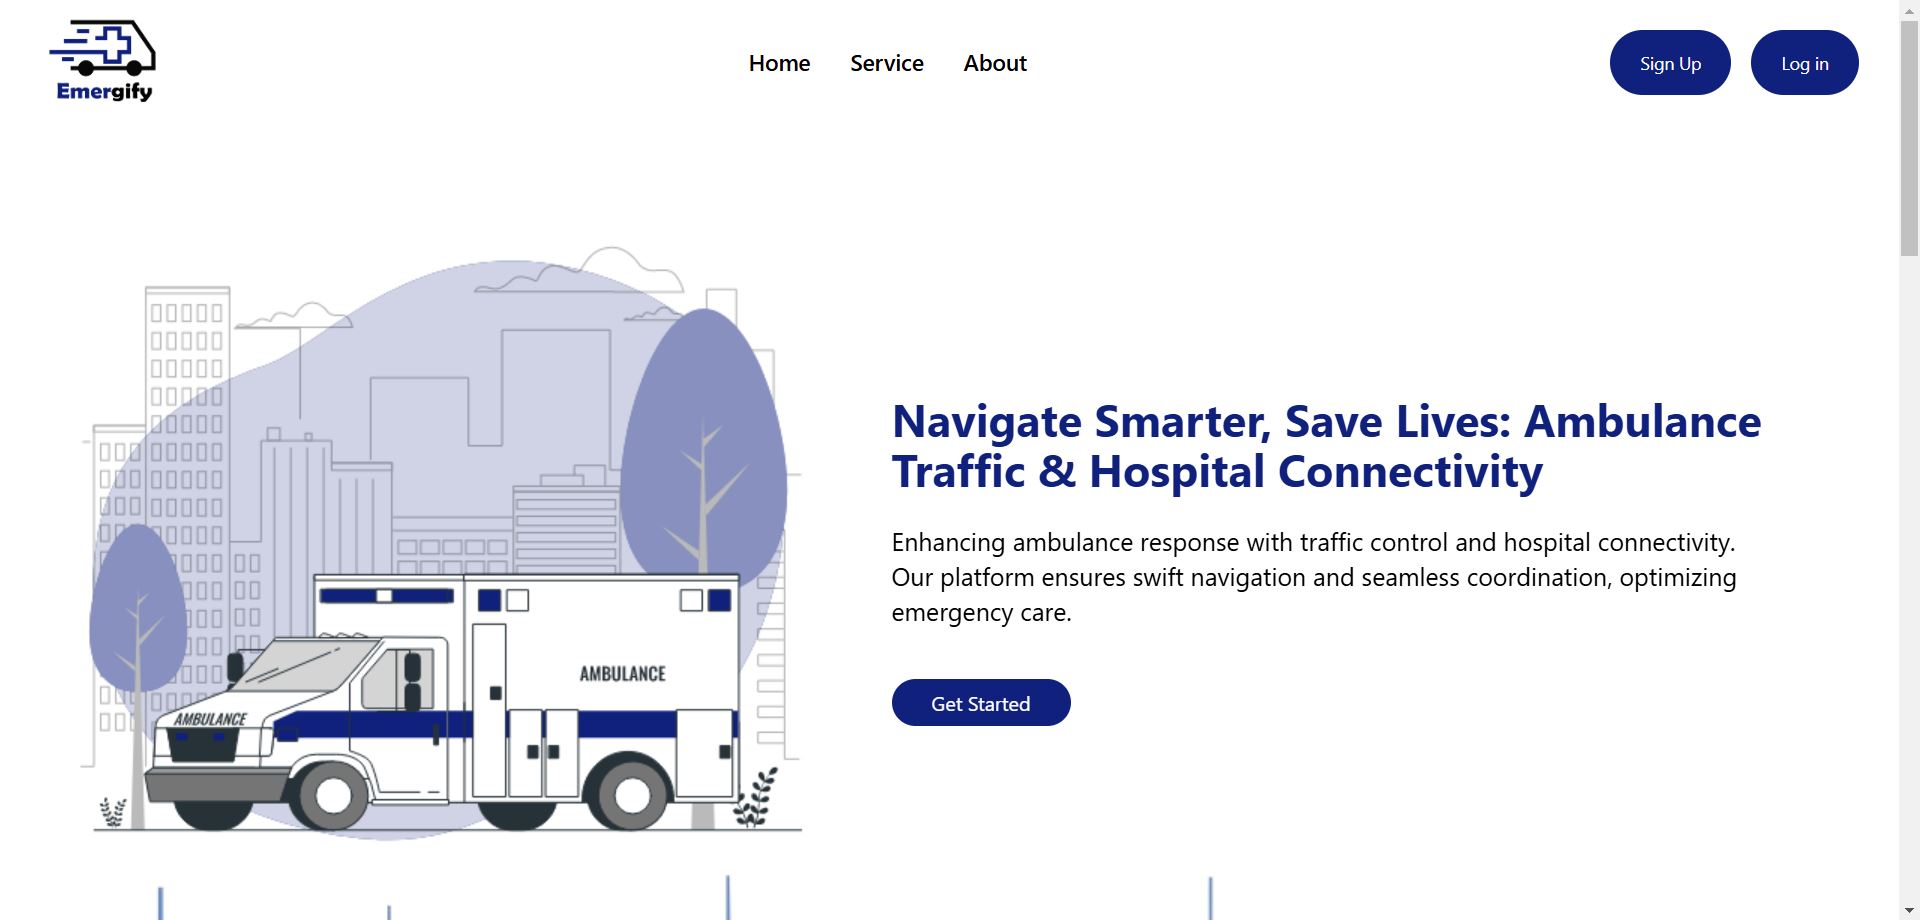 Emergify
Home
Service
About
Sign Up
Log in
Navigate Smarter, Save Lives: Ambulance
Traffic & Hospital Connectivity
Enhancing ambulance response with traffic control and hospital connectivity.
Our platform ensures swift navigation and seamless coordination, optimizing
emergency care.
Get Started
AMBULANCE
AMBULANCE